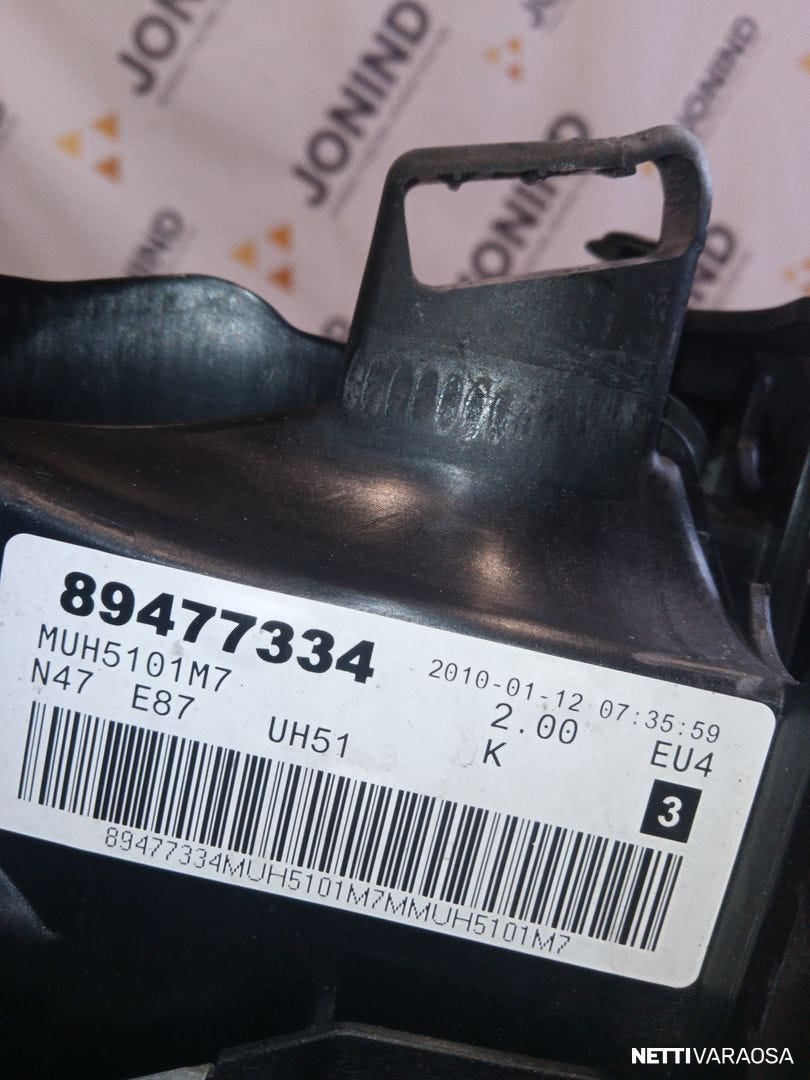 JONIND
JONIND
JONIND
JONIND
JONIND
89477334
MUH5101M7
2010-01-12 07:35:59
N47 E87
2.00
UH51
K
EU4
3
89477334MUH5101M7MMUH5101M7
NETTIVARAOSA